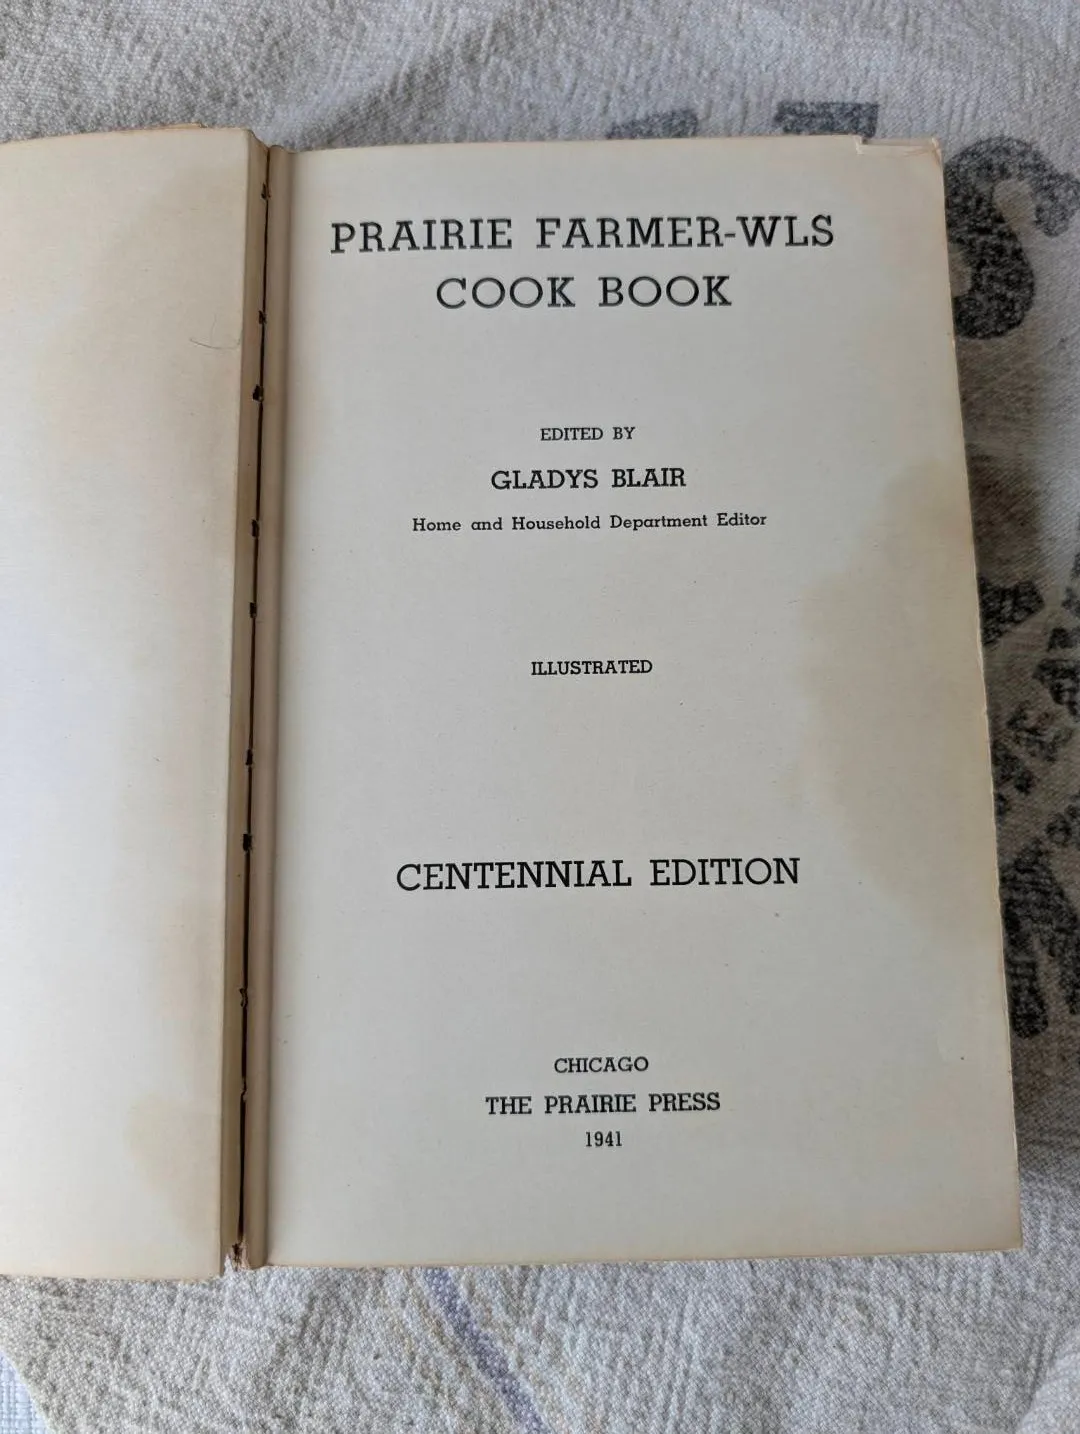 PRAIRIE FARMER-WLS
COOK BOOK
EDITED BY
GLADYS BLAIR
Home and Household Department Editor
ILLUSTRATED
CENTENNIAL EDITION
CHICAGO
THE PRAIRIE PRESS
1941